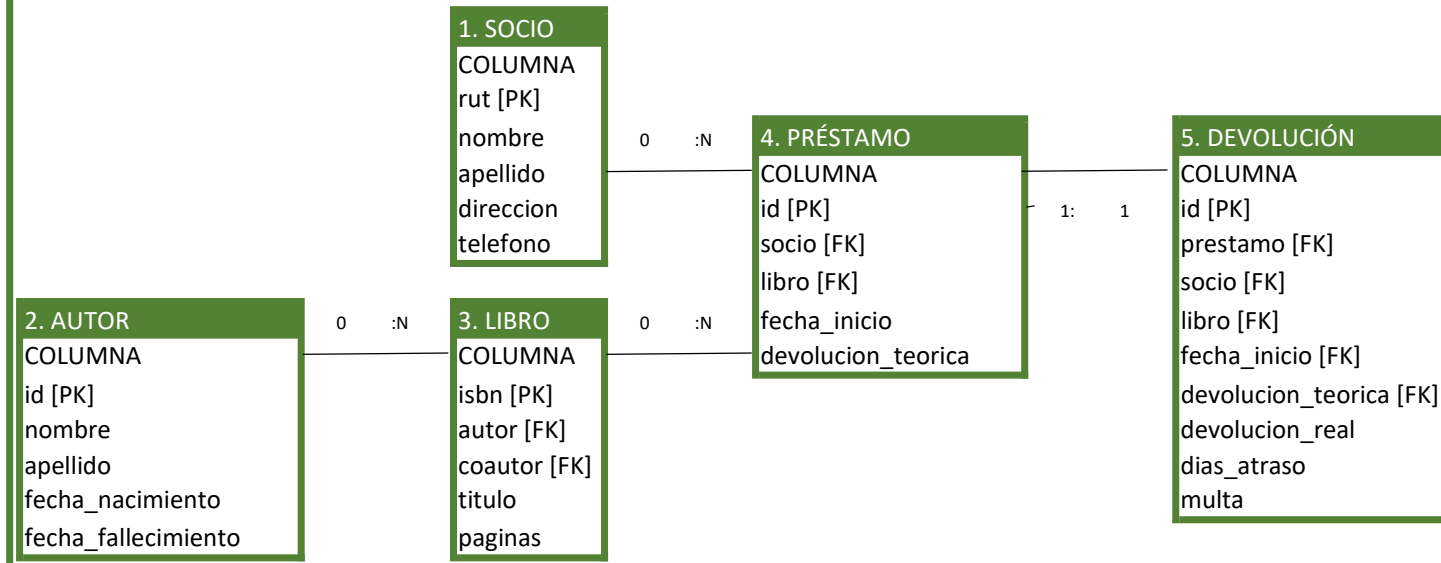 1. SOCIO
COLUMNA
rut [PK]
nombre
apellido
direccion
telefono
0 :N
4. PRÉSTAMO
COLUMNA
id [PK]
socio [FK]
libro [FK]
fecha_inicio
devolucion_teorica
1: 1
5. DEVOLUCIÓN
COLUMNA
id [PK]
prestamo [FK]
socio [FK]
libro [FK]
fecha_inicio [FK]
devolucion_teorica [FK]
devolucion_real
dias_atraso
multa
2. AUTOR
COLUMNA
id [PK]
nombre
apellido
fecha_nacimiento
fecha_fallecimiento
0 :N
3. LIBRO
COLUMNA
isbn [PK]
autor [FK]
coautor [FK]
titulo
paginas
0 :N